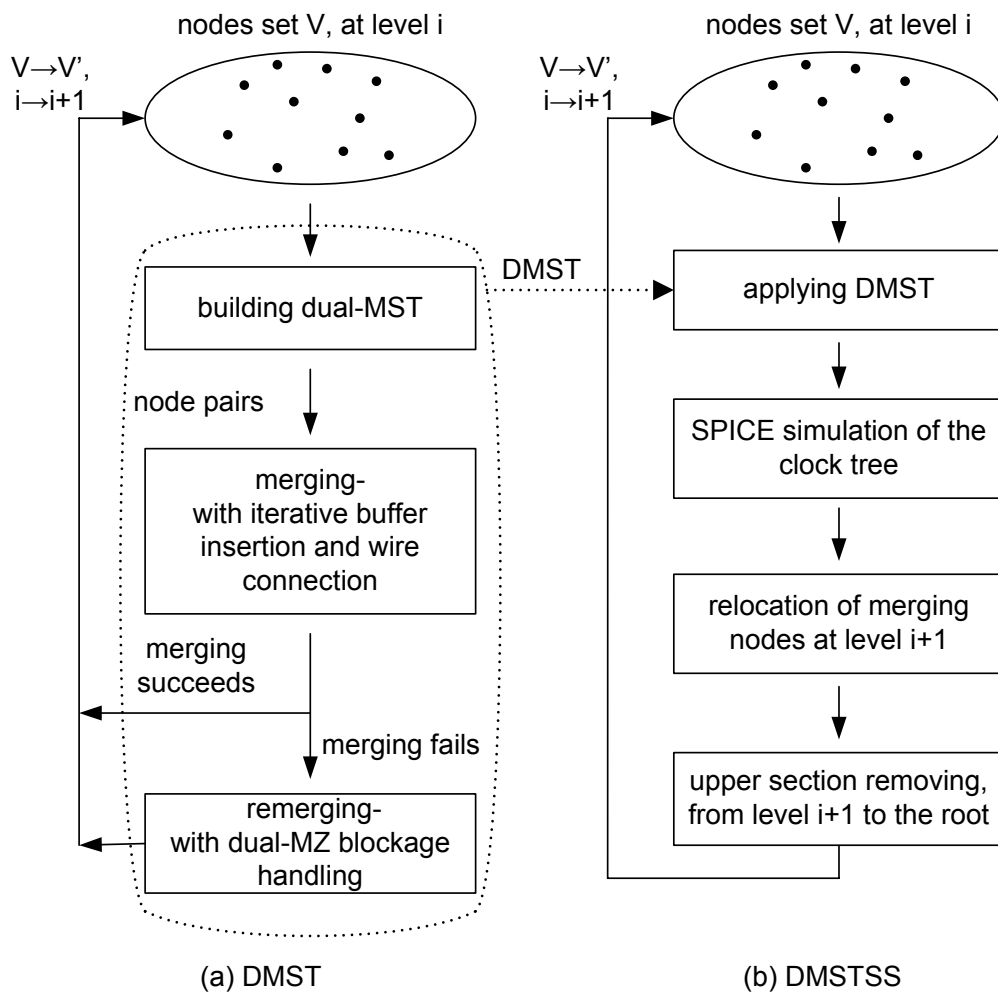 nodes set V, at level i
V→V',
i→i+1
building dual-MST
node pairs
merging-
with iterative buffer
insertion and wire
connection
merging
succeeds
merging fails
remerging-
with dual-MZ blockage
handling
(a) DMST
DMST
nodes set V, at level i
V→V',
i→i+1
applying DMST
SPICE simulation of the
clock tree
relocation of merging
nodes at level i+1
upper section removing,
from level i+1 to the root
(b) DMSTSS